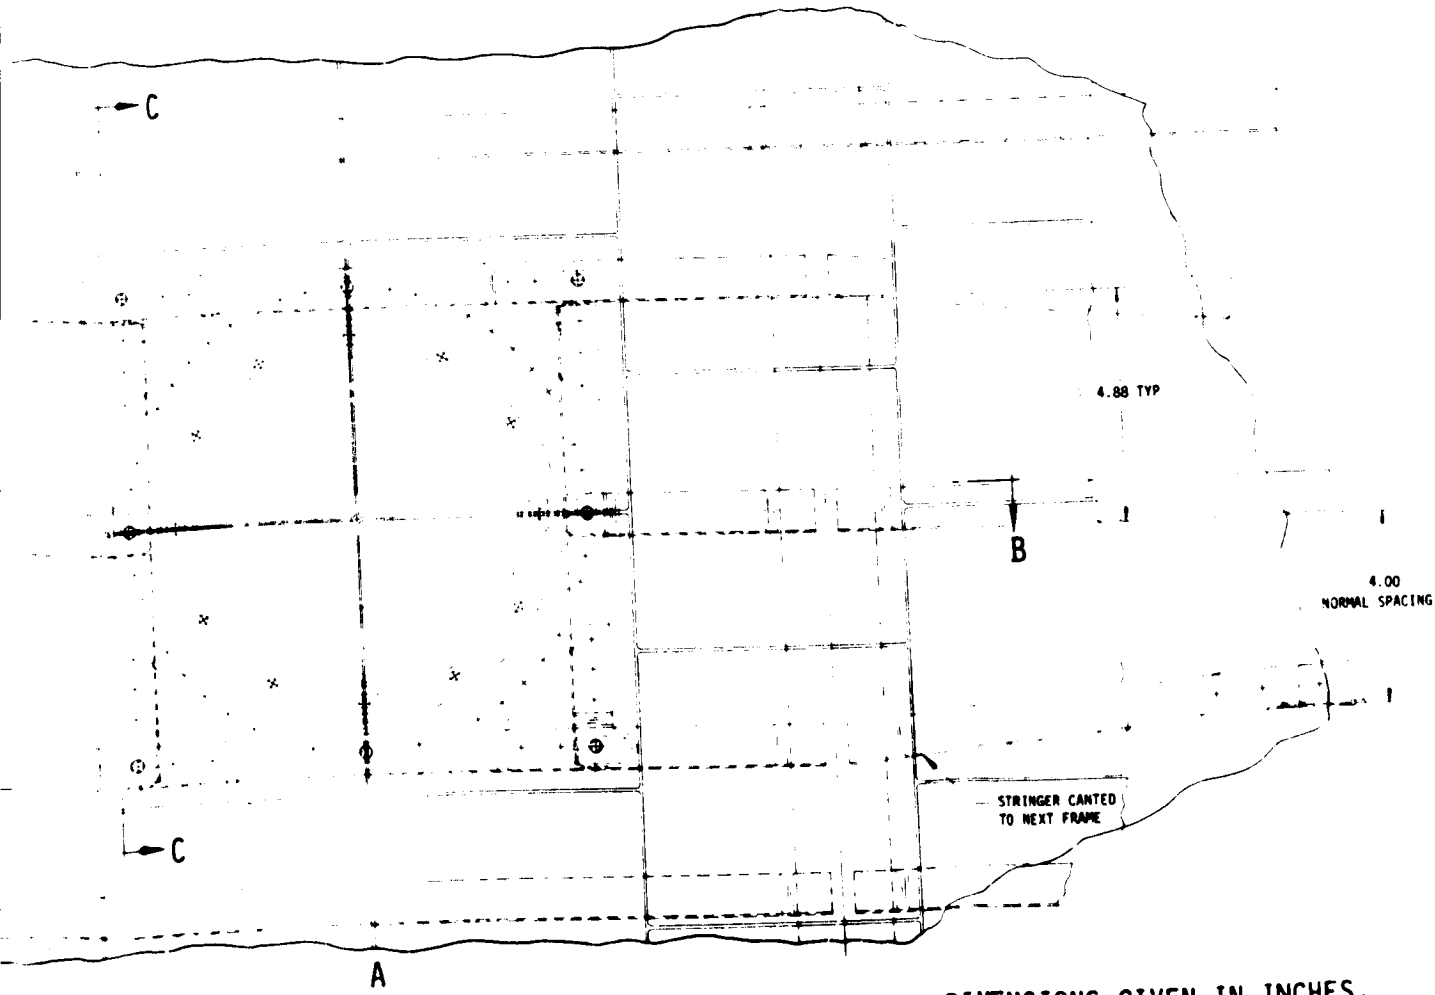 C
4.88 TYP
B
4.00
NORMAL SPACING
STRINGER CANTED
TO NEXT FRAME
C
A
DIMENSIONS GIVEN IN INCHES.